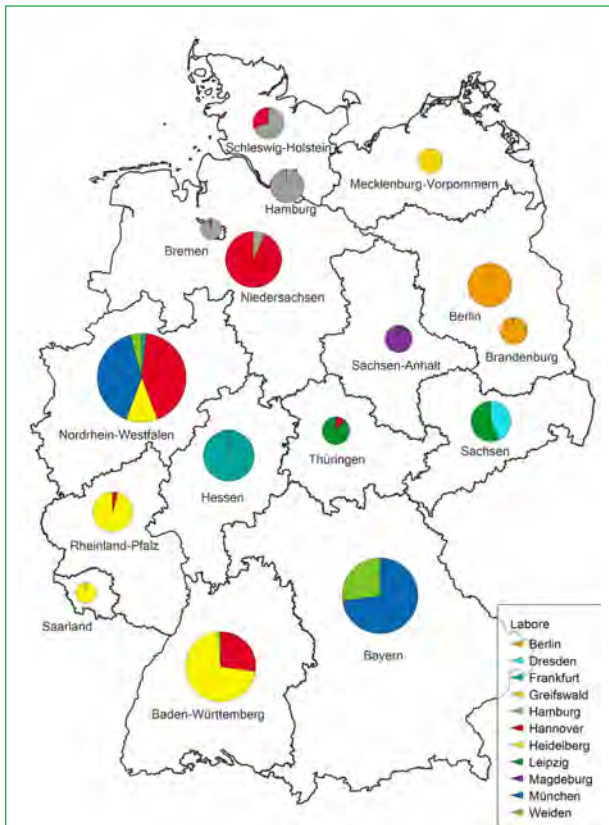 Schleswig-Holstein
Mecklenburg-Vorpommern
Hamburg
Bremen
Niedersachsen
Berlin
Brandenburg
Sachsen-Anhalt
Nordrhein-Westfalen
Sachsen
Thüringen
Hessen
Rheinland-Pfalz
Saarland
Bayern
Baden-Württemberg
Labore
Berlin
Dresden
Frankfurt
Greifswald
Hamburg
Hannover
Heidelberg
Leipzig
Magdeburg
München
Weiden